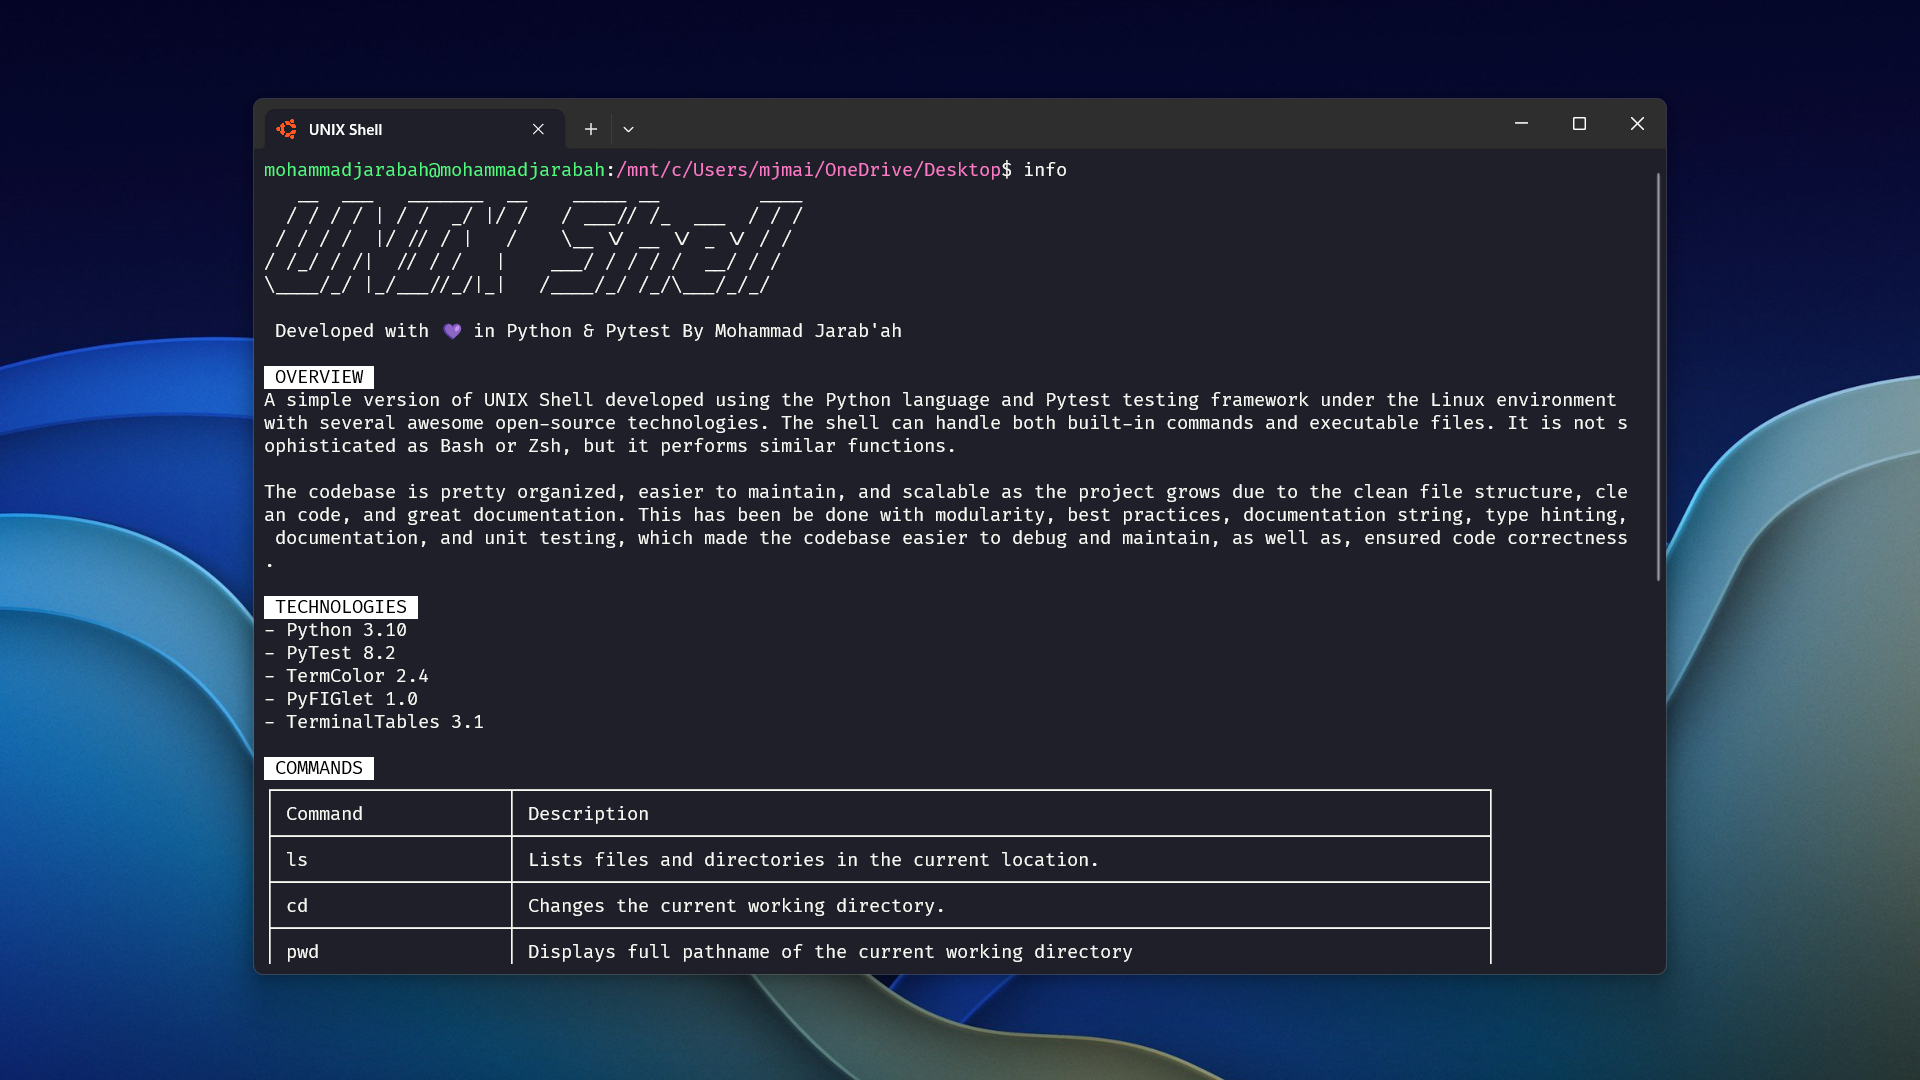 UNIX Shell
mohammadjarabah@mohammadjarabah:/mnt/c/Users/mjmai/OneDrive/Desktop$ info
UNIX Shell
Developed with 💜 in Python & Pytest By Mohammad Jarab'ah
OVERVIEW
A simple version of UNIX Shell developed using the Python language and Pytest testing framework under the Linux environment
with several awesome open-source technologies. The shell can handle both built-in commands and executable files. It is not s
ophisticated as Bash or Zsh, but it performs similar functions.
The codebase is pretty organized, easier to maintain, and scalable as the project grows due to the clean file structure, cle
an code, and great documentation. This has been be done with modularity, best practices, documentation string, type hinting,
documentation, and unit testing, which made the codebase easier to debug and maintain, as well as, ensured code correctness
.
TECHNOLOGIES
- Python 3.10
- PyTest 8.2
- TermColor 2.4
- PyFIGlet 1.0
- TerminalTables 3.1
COMMANDS
Command Description
ls Lists files and directories in the current location.
cd Changes the current working directory.
pwd Displays full pathname of the current working directory